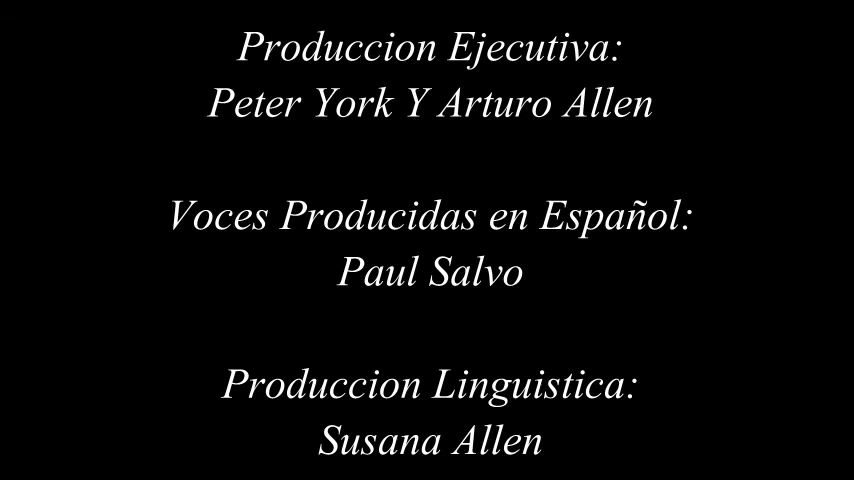 Produccion Ejecutiva:
Peter York Y Arturo Allen
Voces Producidas en Español:
Paul Salvo
Produccion Linguistica:
Susana Allen